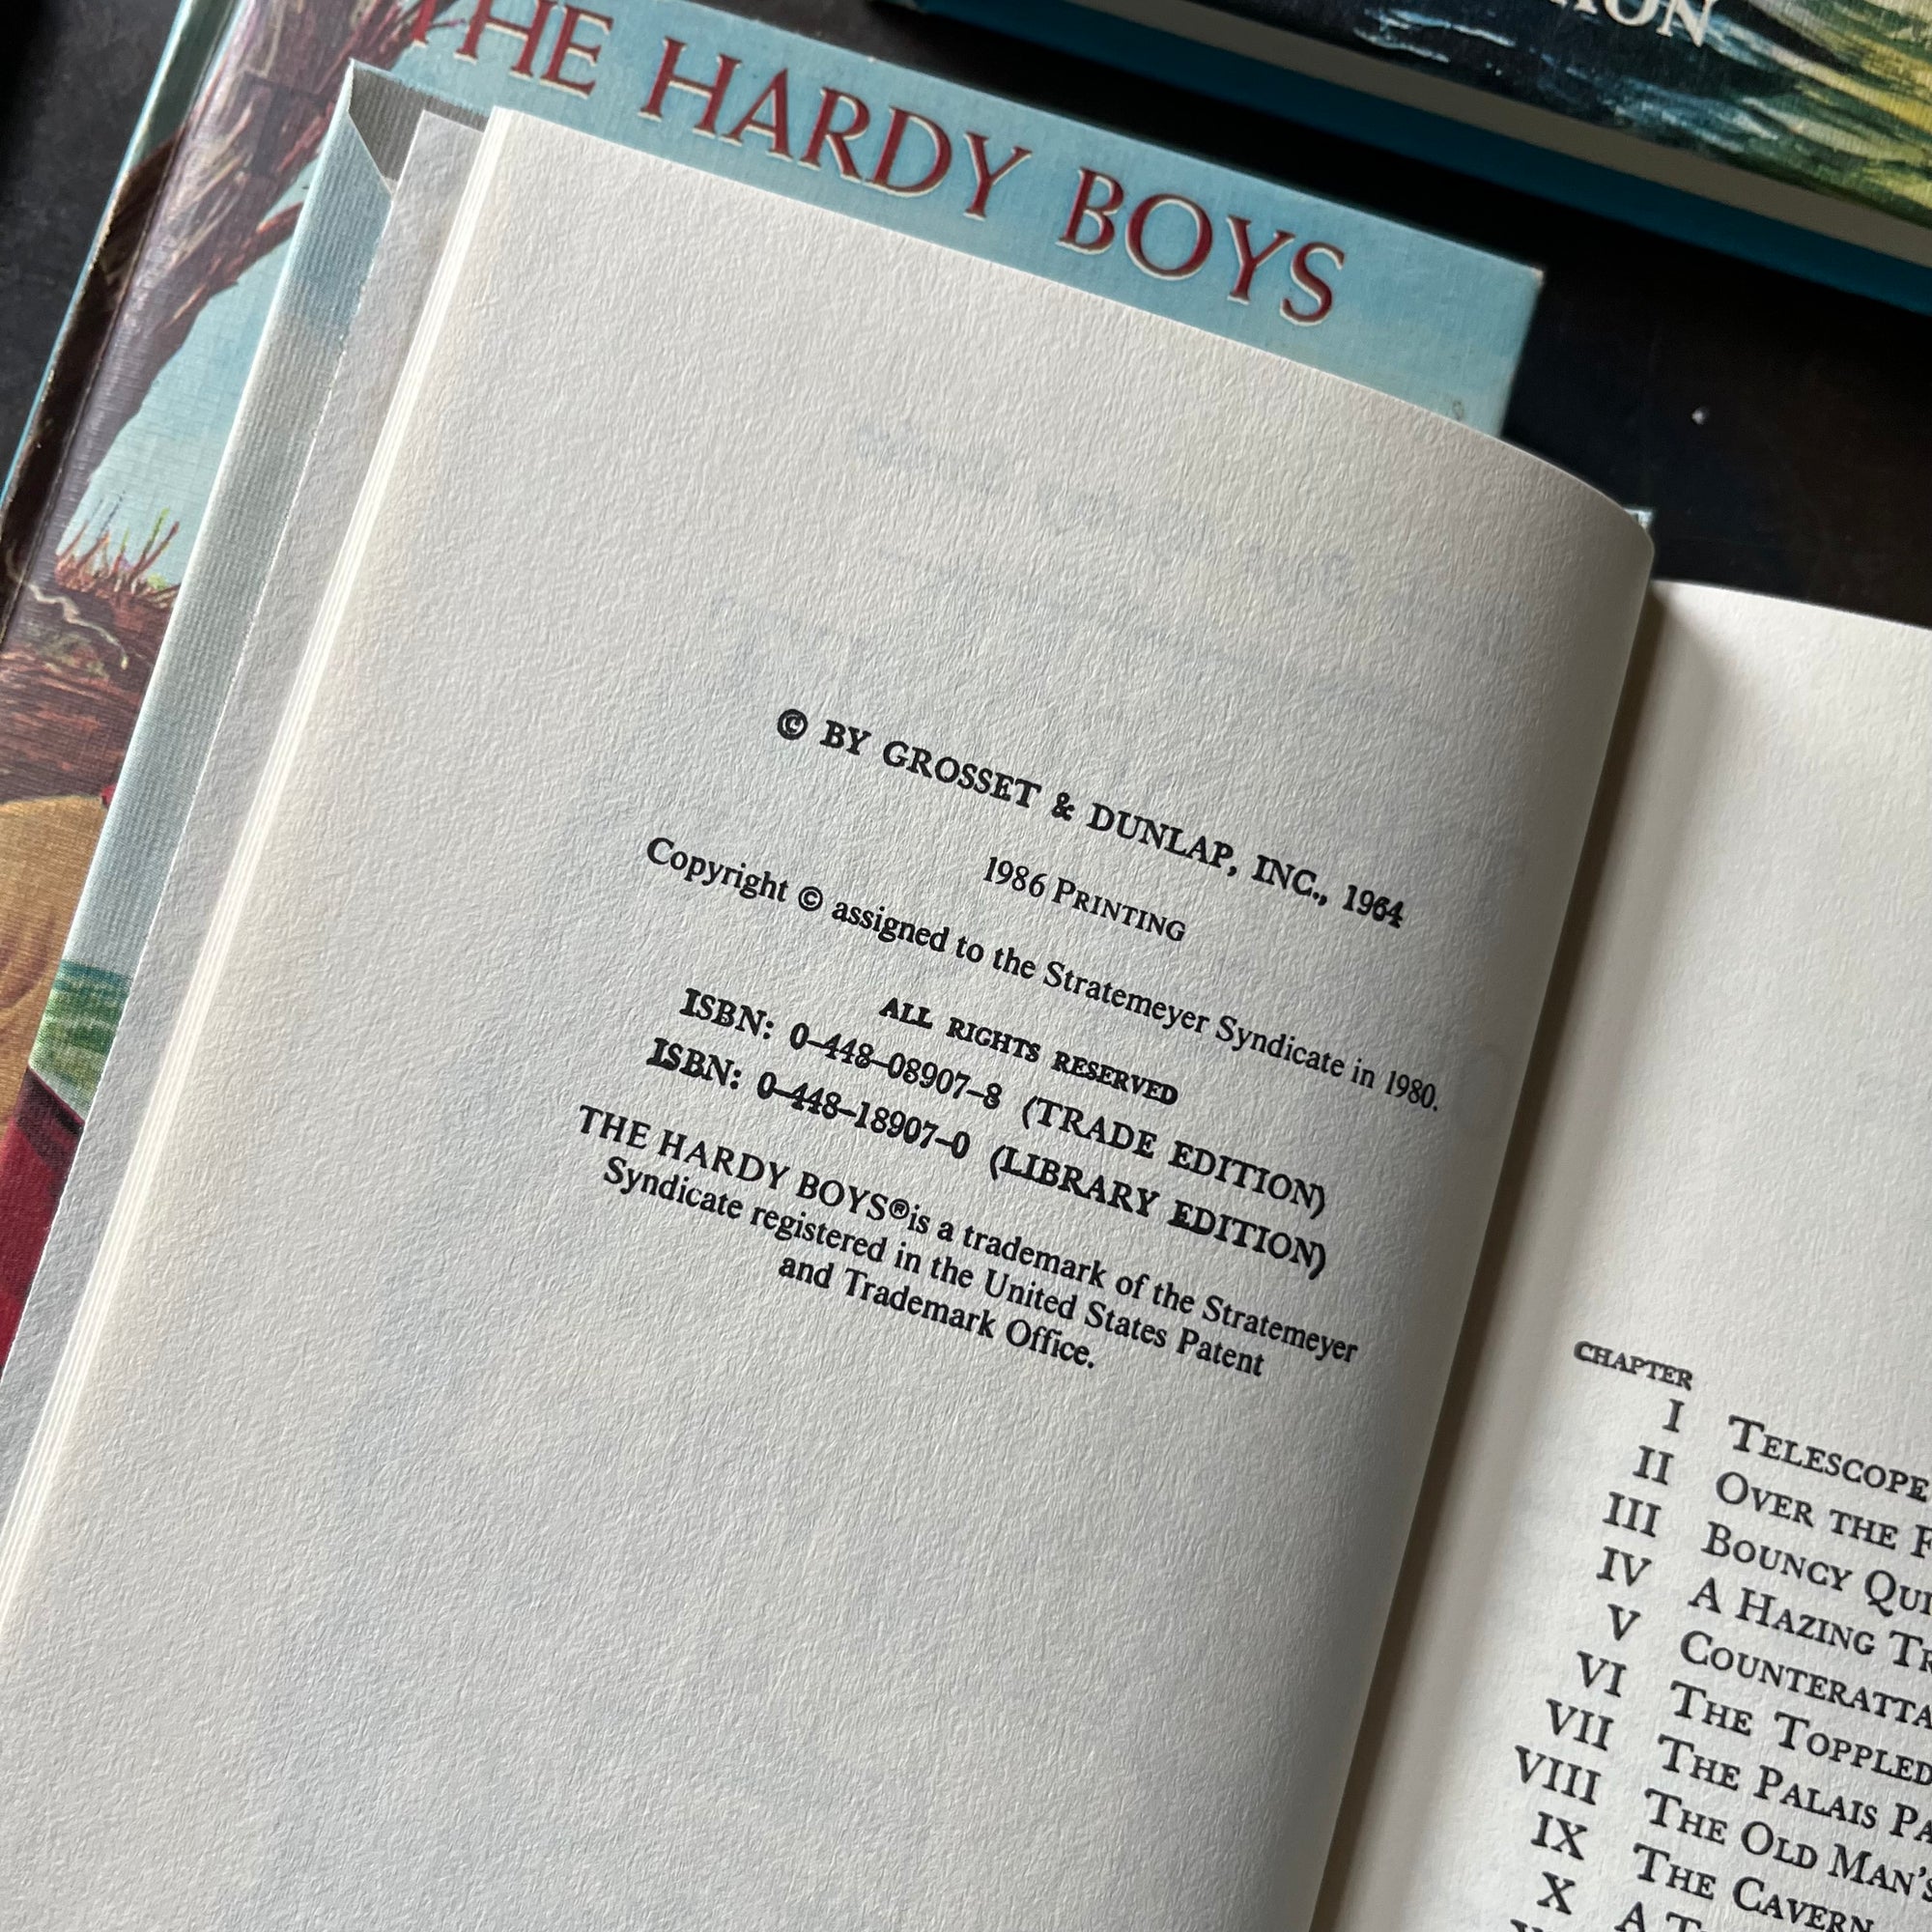 THE HARDY BOYS
© BY GROSSET & DUNLAP, INC., 1964
1986 PRINTING
Copyright © assigned to the Stratemeyer Syndicate in 1980.
ALL RIGHTS RESERVED
ISBN: 0–448–08907–8 (TRADE EDITION)
ISBN: 0–448–18907–0 (LIBRARY EDITION)
THE HARDY BOYS®is a trademark of the Stratemeyer
Syndicate registered in the United States Patent
and Trademark Office.
CHAPTER
I TELESCOPE
II OVER THE
III BOUNCY
IV A HAZING
V
VI THE TOPPLED
VII THE PALAIS
VIII THE OLD MAN'S
IX THE CAVERN
X A